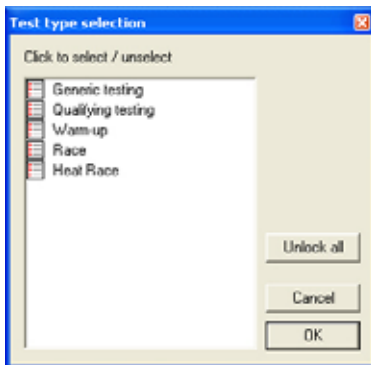 Test type selection
Click to select / unselect
Generic testing
Qualifying testing
Warm-up
Race
Heat Race
Unlock all
Cancel
OK